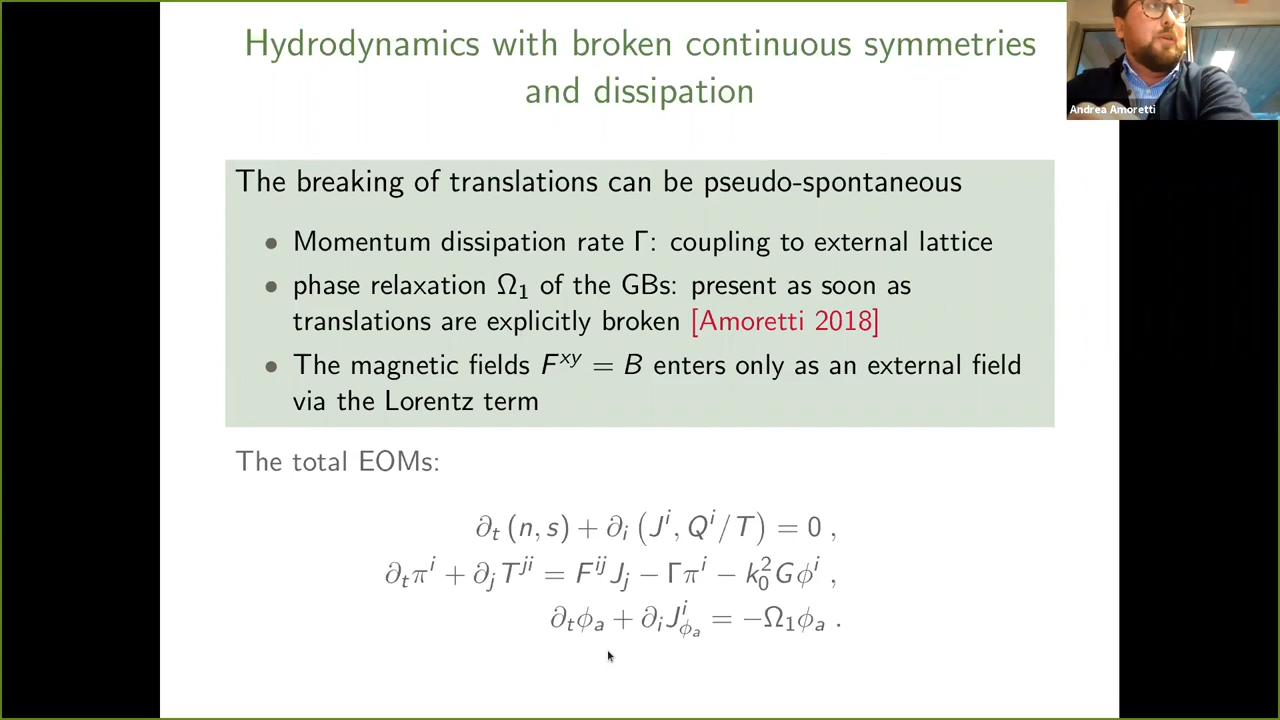 Hydrodynamics with broken continuous symmetries
and dissipation
Andrea Amoretti
The breaking of translations can be pseudo-spontaneous
• Momentum dissipation rate Γ: coupling to external lattice
• phase relaxation Ω₁ of the GBs: present as soon as
translations are explicitly broken [Amoretti 2018]
• The magnetic fields F^{xy} = B enters only as an external field
via the Lorentz term
The total EOMs:
∂_t (n, s) + ∂_i (J^i, Q^i/T) = 0 ,
∂_t π^i + ∂_j T^{ji} = F^{ij} J_j − Γπ^i − k_0^2 Gφ^i ,
∂_t φ_a + ∂_i J^i_{φ_a} = −Ω₁φ_a .